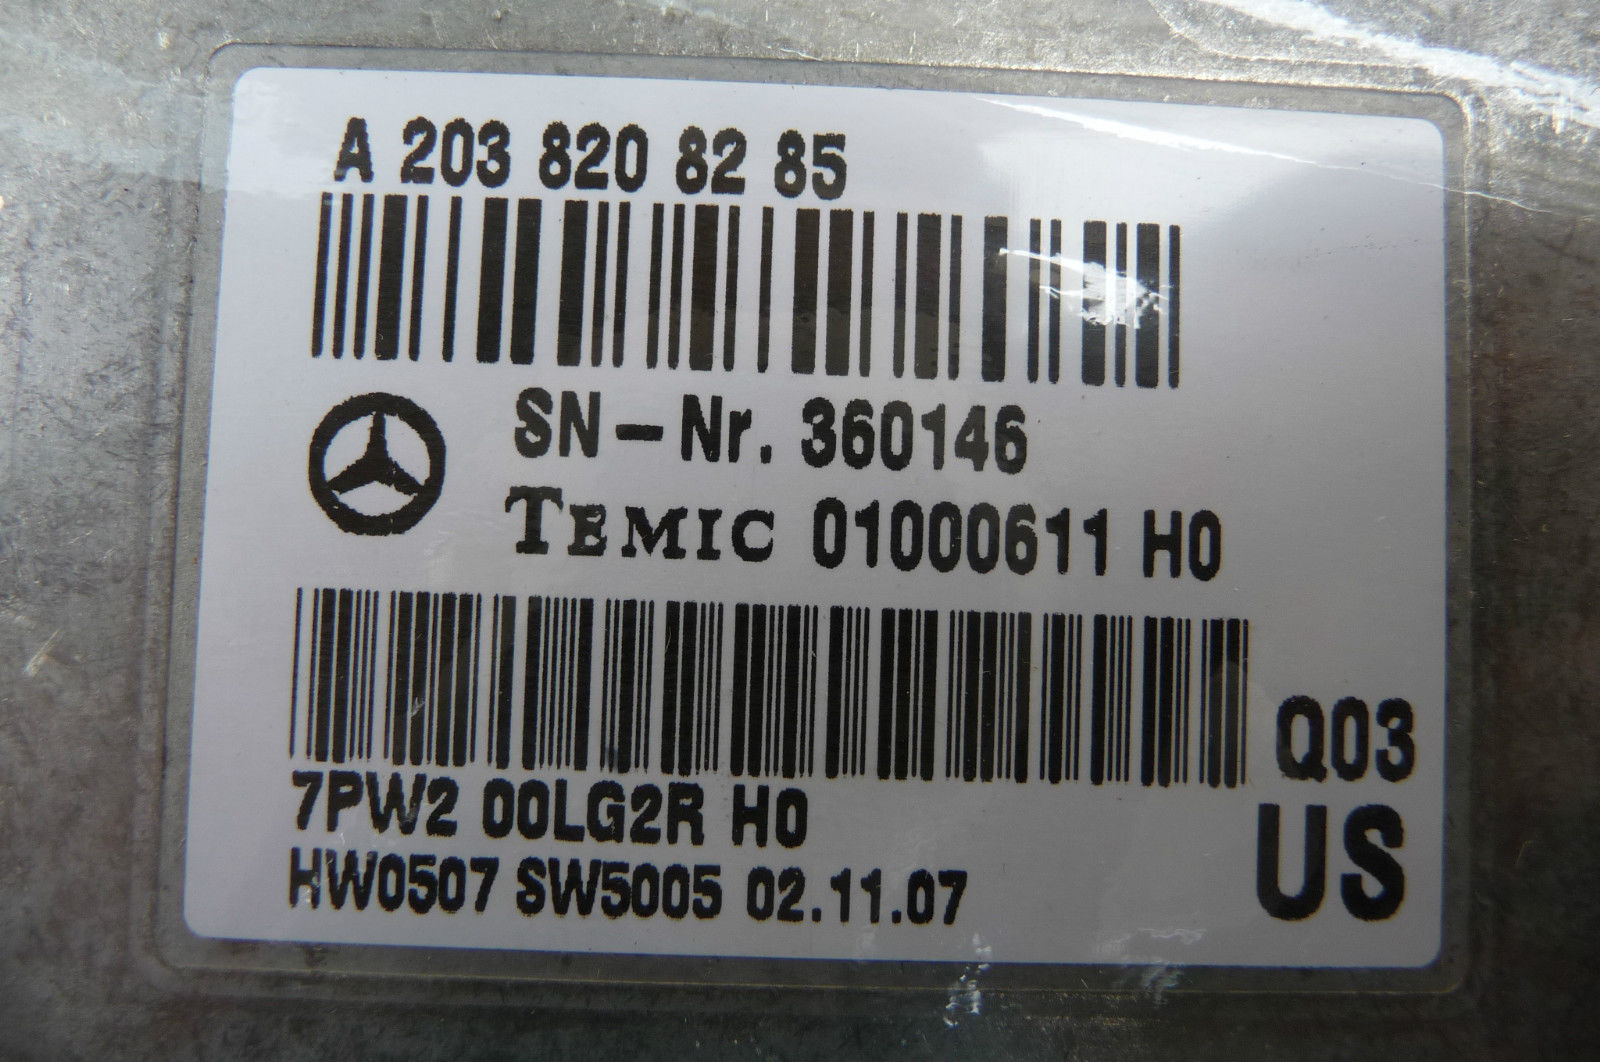 A 203 820 82 85
SN-Nr. 360146
TEMIC 01000611 H0
Q03
7PW2 00LG2R H0
US
HW0507 SW5005 02.11.07